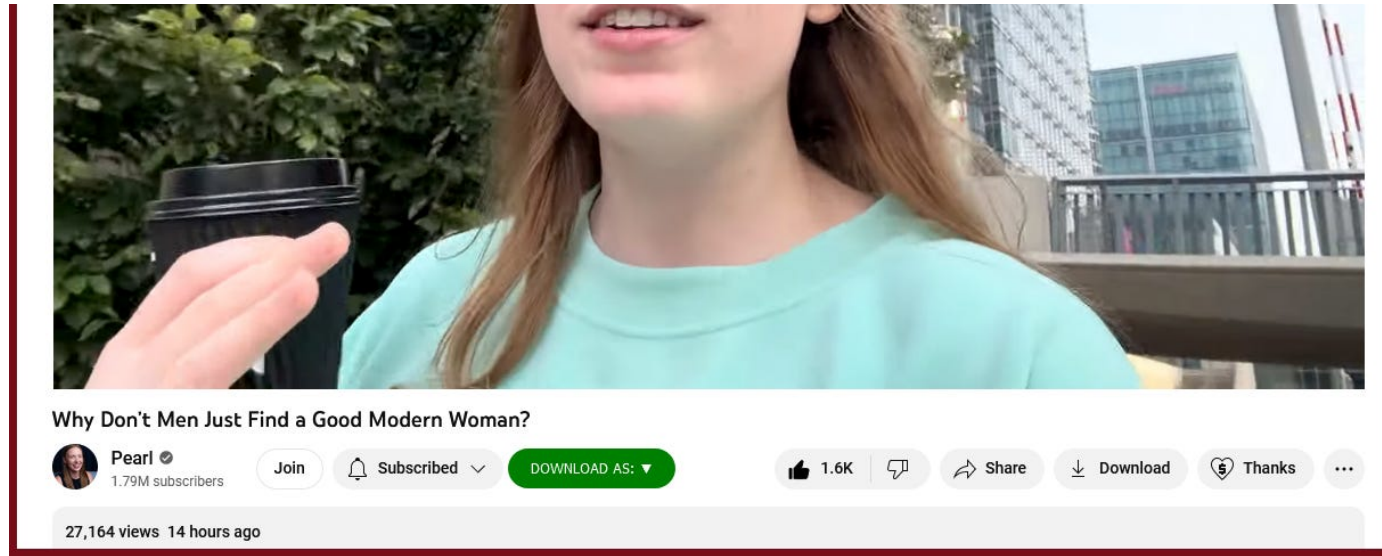 Why Don't Men Just Find a Good Modern Woman?
Pearl
1.79M subscribers
Join
Subscribed
DOWNLOAD AS: ▼
1.6K
Share
Download
Thanks
27,164 views 14 hours ago